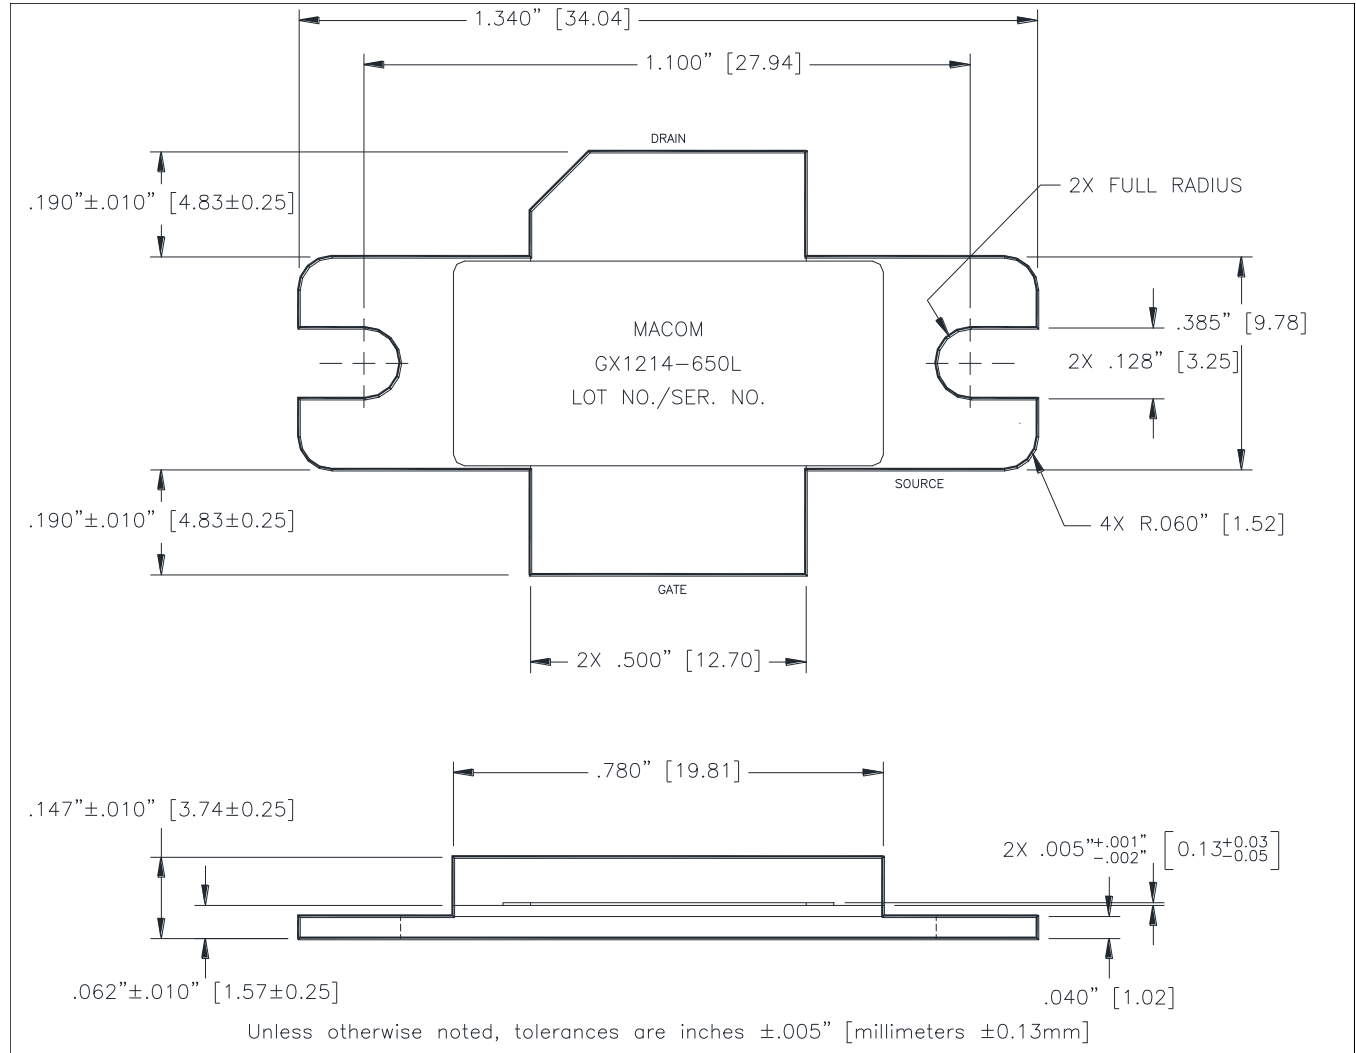 1.340” [34.04]
1.100” [27.94]
DRAIN
.190”±.010” [4.83±0.25]
2X FULL RADIUS
MACOM
GX1214-650L
LOT NO./SER. NO.
.385” [9.78]
2X .128” [3.25]
SOURCE
.190”±.010” [4.83±0.25]
4X R.060” [1.52]
GATE
2X .500” [12.70]
.780” [19.81]
.147”±.010” [3.74±0.25]
2X .005”+.001” -.002” [0.13+0.03 -0.05]
.062”±.010” [1.57±0.25]
.040” [1.02]
Unless otherwise noted, tolerances are inches ±.005” [millimeters ±0.13mm]